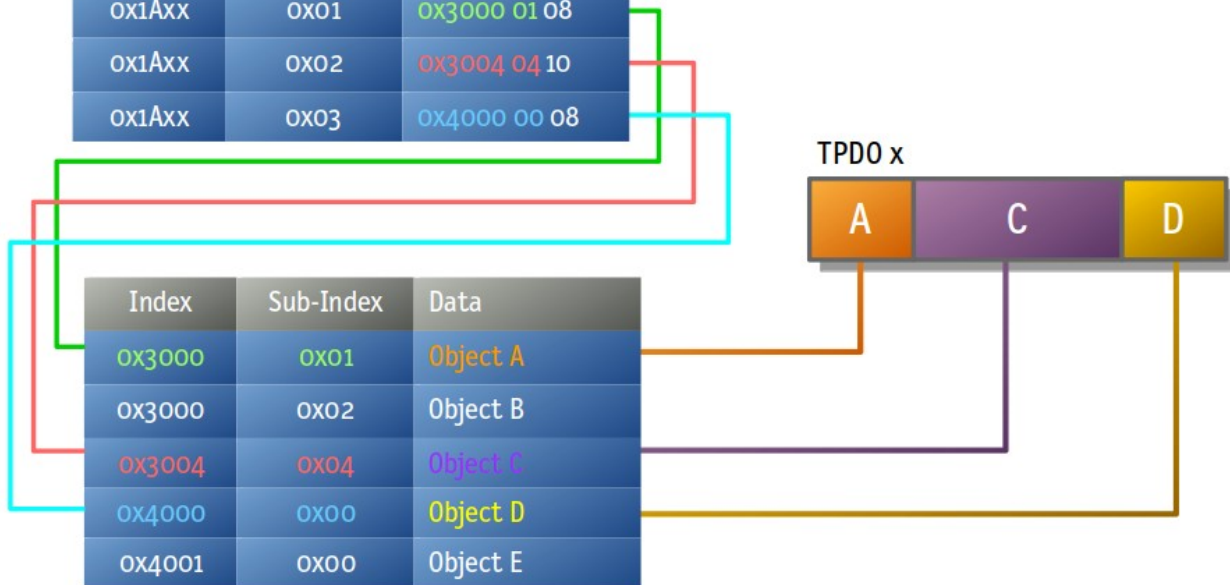 0x1Axx 0x01 0x3000 01 08
0x1Axx 0x02 0x3004 04 10
0x1Axx 0x03 0x4000 00 08
TPDO x
A C D
Index Sub-Index Data
0x3000 0x01 Object A
0x3000 0x02 Object B
0x3004 0x04 Object C
0x4000 0x00 Object D
0x4001 0x00 Object E